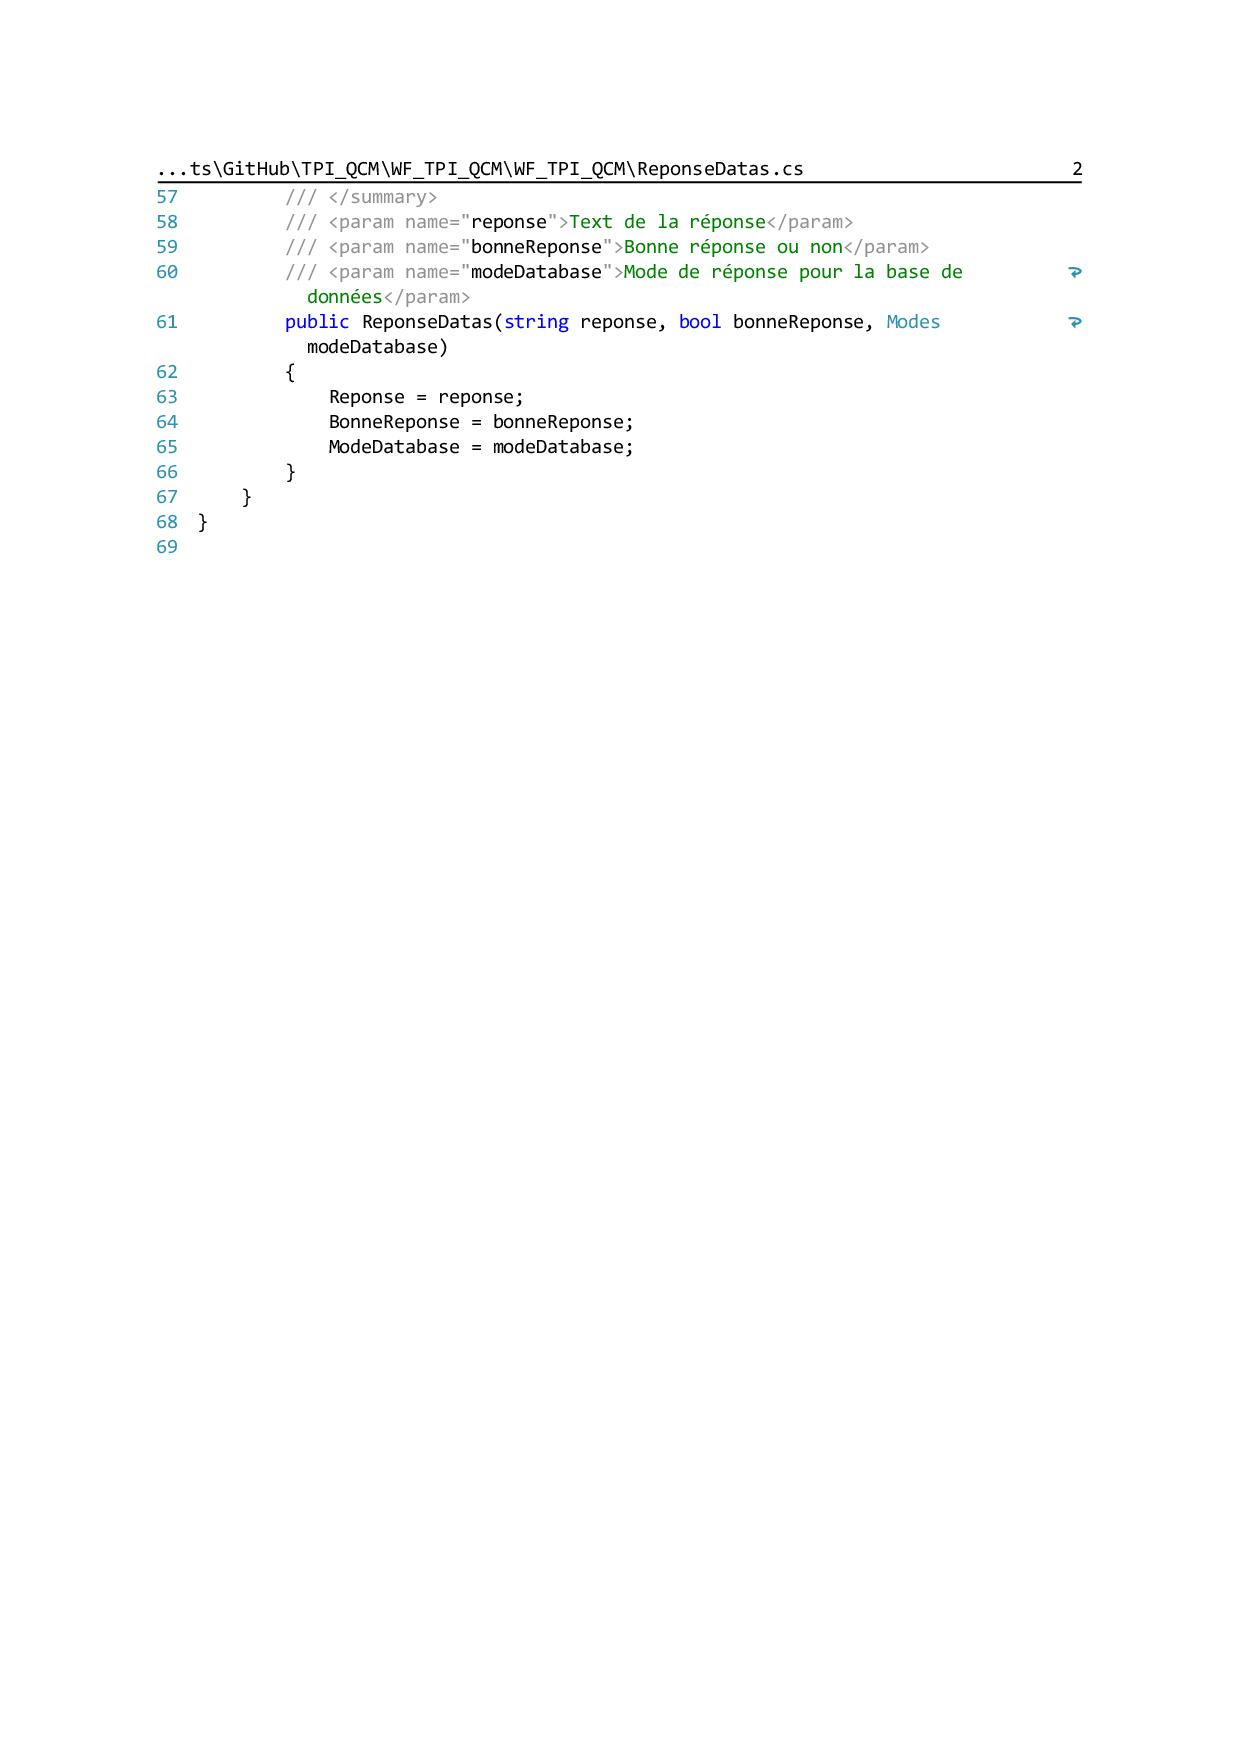 ...ts\GitHub\TPI_QCM\WF_TPI_QCM\WF_TPI_QCM\ReponseDatas.cs 2
57 /// </summary>
58 /// <param name="reponse">Text de la réponse</param>
59 /// <param name="bonneReponse">Bonne réponse ou non</param>
60 /// <param name="modeDatabase">Mode de réponse pour la base de
données</param>
61 public ReponseDatas(string reponse, bool bonneReponse, Modes
modeDatabase)
62 {
63 Reponse = reponse;
64 BonneReponse = bonneReponse;
65 ModeDatabase = modeDatabase;
66 }
67 }
68 }
69